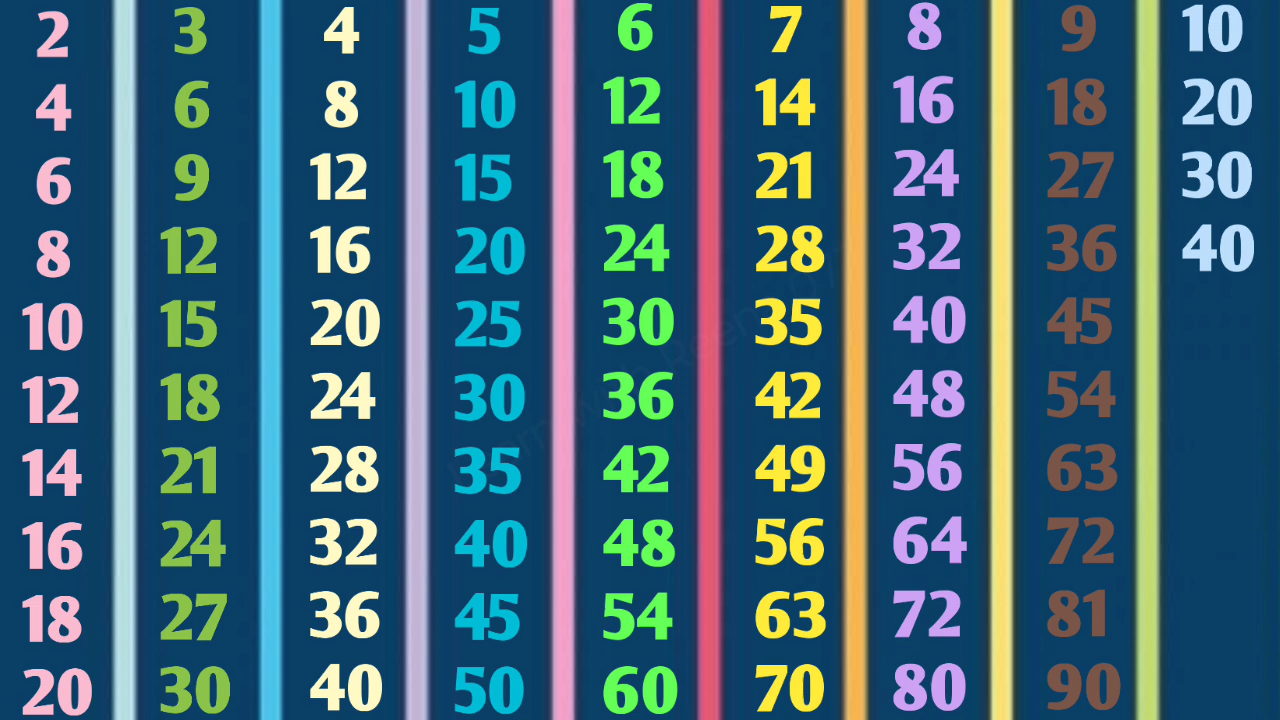 2 3 4 5 6 7 8 9 10
4 6 8 10 12 14 16 18 20
6 9 12 15 18 21 24 27 30
8 12 16 20 24 28 32 36 40
10 15 20 25 30 35 40 45
12 18 24 30 36 42 48 54
14 21 28 35 42 49 56 63
16 24 32 40 48 56 64 72
18 27 36 45 54 63 72 81
20 30 40 50 60 70 80 90